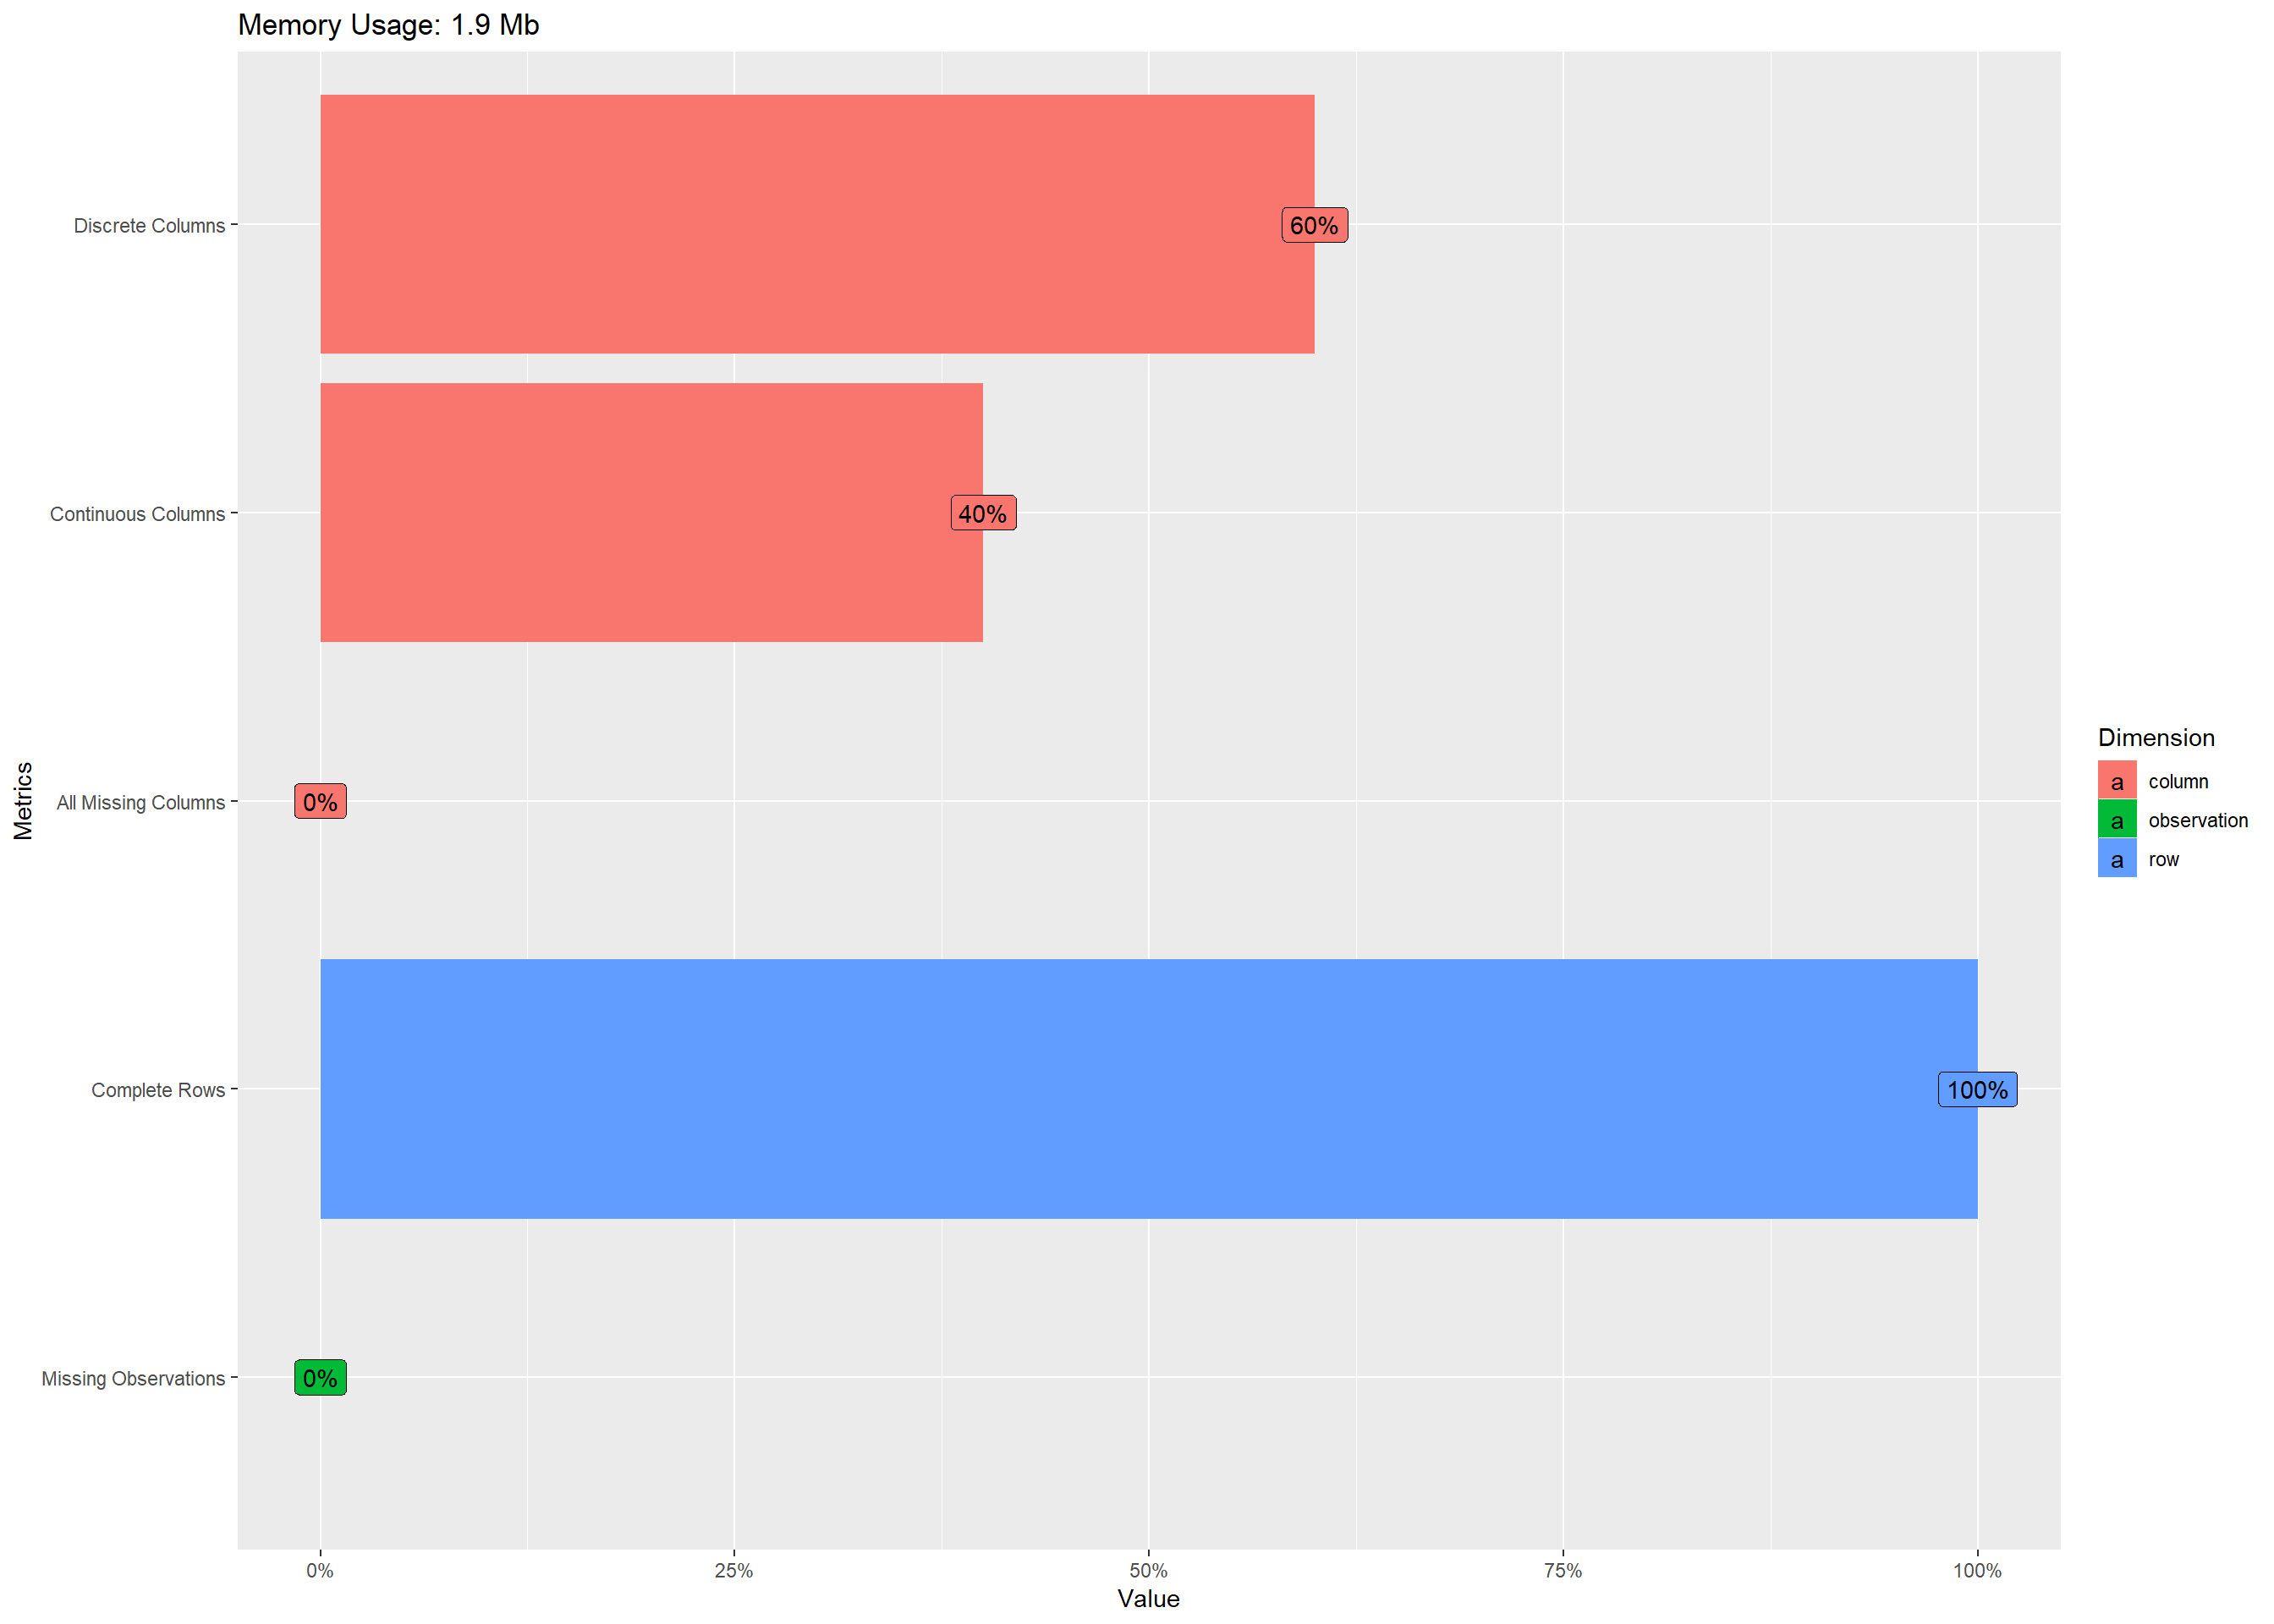 Memory Usage: 1.9 Mb
Discrete Columns
60%
Continuous Columns
40%
All Missing Columns
0%
Complete Rows
100%
Missing Observations
0%
Metrics
0%
25%
50%
75%
100%
Value
Dimension
a column
a observation
a row